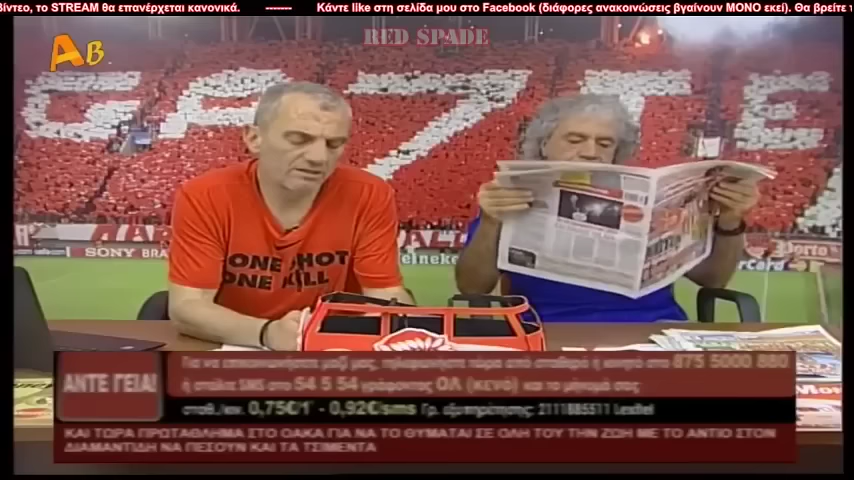 ίντεο, το STREAM θα επανέρχεται κανονικά. ------- Κάντε like στη σελίδα μου στο Facebook (διάφορες ανακοινώσεις βγαίνουν ΜΟΝΟ εκεί). Θα βρείτε
RED SPADE
AB
ΓΑΖΤΕ
SONY
Heineken
MasterCard
ONE SHOT
ONE KILL
ΑΝΤΕ ΓΕΙΑ!
Για να επικοινωνήσετε μαζί μας, τηλεφωνήστε τώρα από σταθερό ή κινητό στο 875 5000 880
ή στείλτε SMS στο 54 5 54 γράφοντας ΟΛ (κενό) και το μήνυμά σας
σταθ./κιν. 0,75€/1' - 0,92€/sms Γρ. εξυπηρέτησης: 2111885511 Lexitel
ΚΑΙ ΤΩΡΑ ΠΡΩΤΑΘΛΗΜΑ ΣΤΟ ΟΑΚΑ ΓΙΑ ΝΑ ΤΟ ΘΥΜΑΤΑΙ ΣΕ ΟΛΗ ΤΟΥ ΤΗΝ ΖΩΗ ΜΕ ΤΟ ΑΝΤΙΟ ΣΤΟΝ
ΔΙΑΜΑΝΤΙΔΗ ΝΑ ΠΕΣΟΥΝ ΚΑΙ ΤΑ ΤΣΙΜΕΝΤΑ